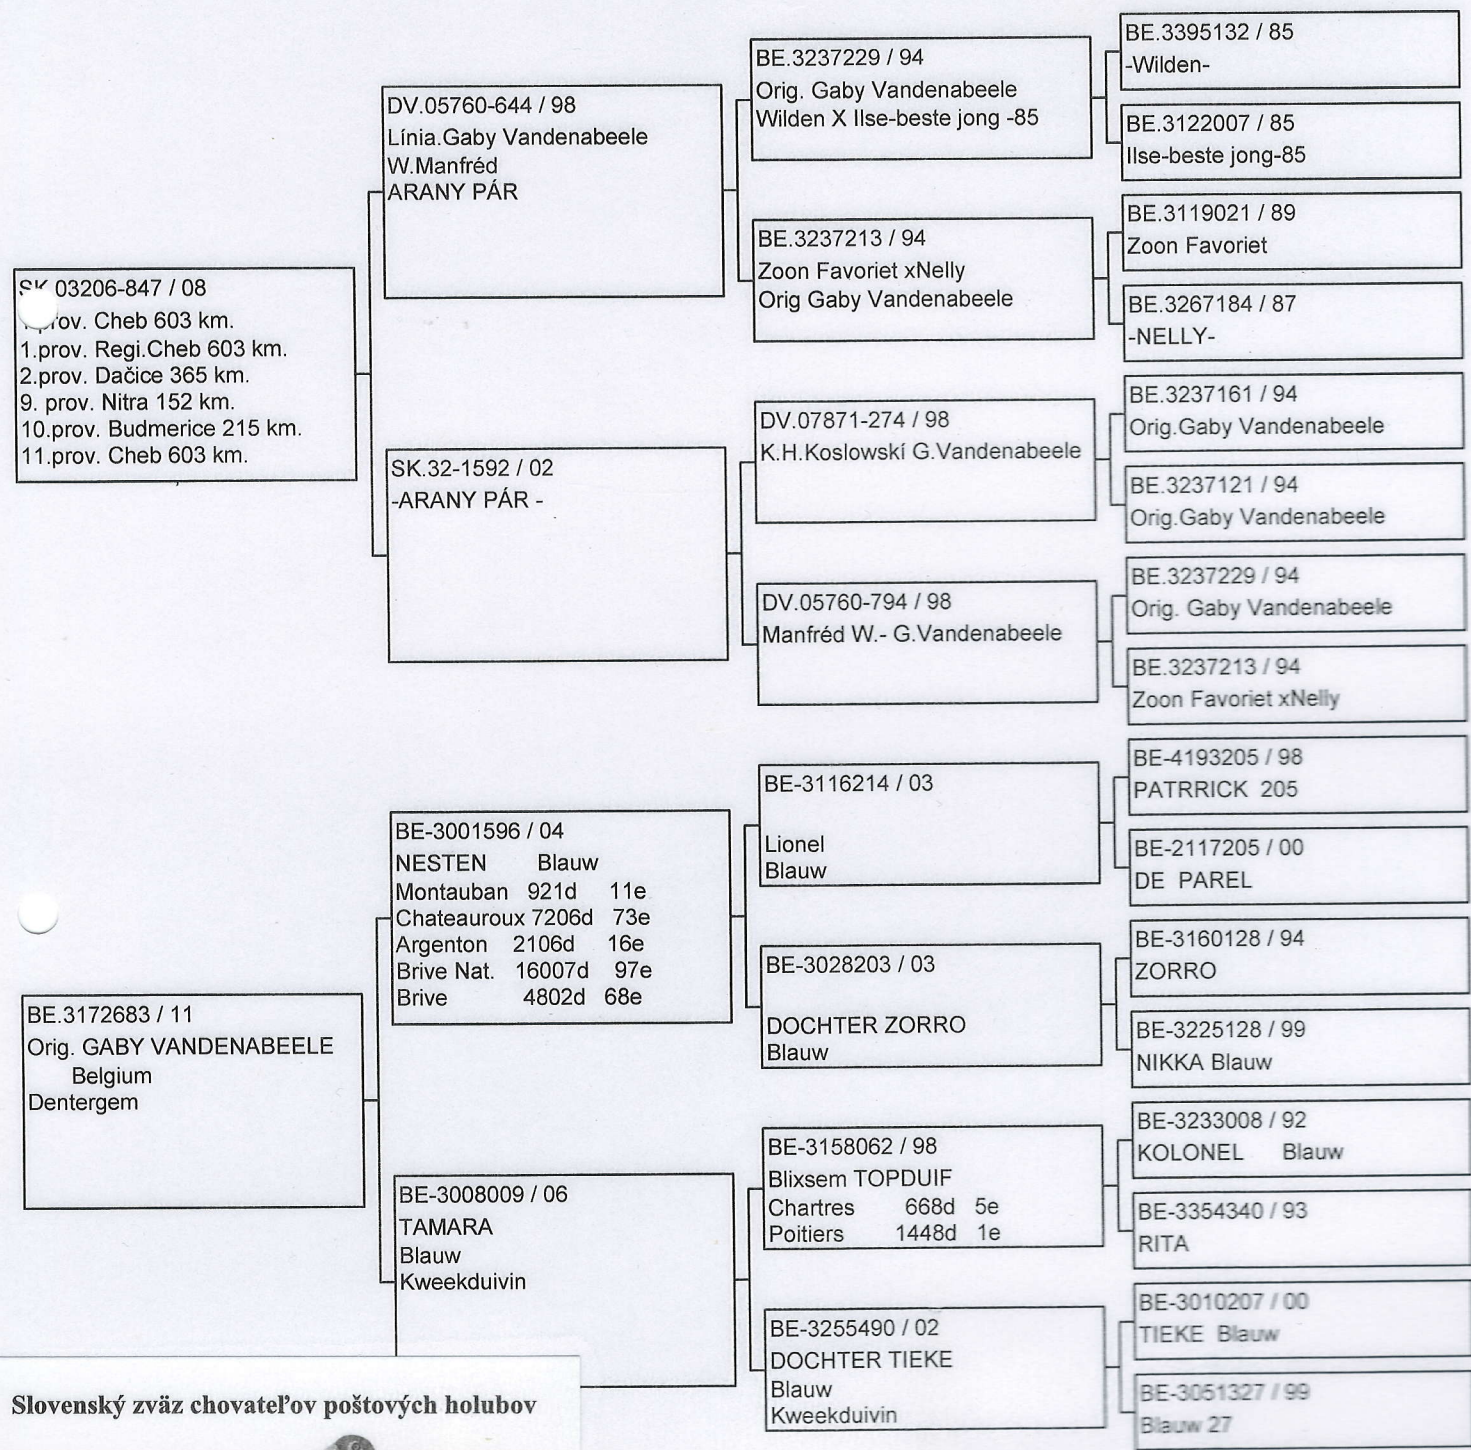 SK.03206-847 / 08
prov. Cheb 603 km.
1.prov. Regi.Cheb 603 km.
2.prov. Dačice 365 km.
9. prov. Nitra 152 km.
10.prov. Budmerice 215 km.
11.prov. Cheb 603 km.
BE.3172683 / 11
Orig. GABY VANDENABEELE
Belgium
Dentergem
DV.05760-644 / 98
Línia.Gaby Vandenabeele
W.Manfréd
ARANY PÁR
SK.32-1592 / 02
-ARANY PÁR -
BE-3001596 / 04
NESTEN Blauw
Montauban 921d 11e
Chateauroux 7206d 73e
Argenton 2106d 16e
Brive Nat. 16007d 97e
Brive 4802d 68e
BE-3008009 / 06
TAMARA
Blauw
Kweekduivin
BE.3237229 / 94
Orig. Gaby Vandenabeele
Wilden X Ilse-beste jong -85
BE.3237213 / 94
Zoon Favoriet xNelly
Orig Gaby Vandenabeele
DV.07871-274 / 98
K.H.Koslowskí G.Vandenabeele
DV.05760-794 / 98
Manfréd W.- G.Vandenabeele
BE-3116214 / 03
Lionel
Blauw
BE-3028203 / 03
DOCHTER ZORRO
Blauw
BE-3158062 / 98
Blixsem TOPDUIF
Chartres 668d 5e
Poitiers 1448d 1e
BE-3255490 / 02
DOCHTER TIEKE
Blauw
Kweekduivin
BE.3395132 / 85
-Wilden-
BE.3122007 / 85
Ilse-beste jong-85
BE.3119021 / 89
Zoon Favoriet
BE.3267184 / 87
-NELLY-
BE.3237161 / 94
Orig.Gaby Vandenabeele
BE.3237121 / 94
Orig.Gaby Vandenabeele
BE.3237229 / 94
Orig. Gaby Vandenabeele
BE.3237213 / 94
Zoon Favoriet xNelly
BE-4193205 / 98
PATRRICK 205
BE-2117205 / 00
DE PAREL
BE-3160128 / 94
ZORRO
BE-3225128 / 99
NIKKA Blauw
BE-3233008 / 92
KOLONEL Blauw
BE-3354340 / 93
RITA
BE-3010207 / 00
TIEKE Blauw
BE-3051327 / 99
Blauw 27
Slovenský zväz chovateľov poštových holubov